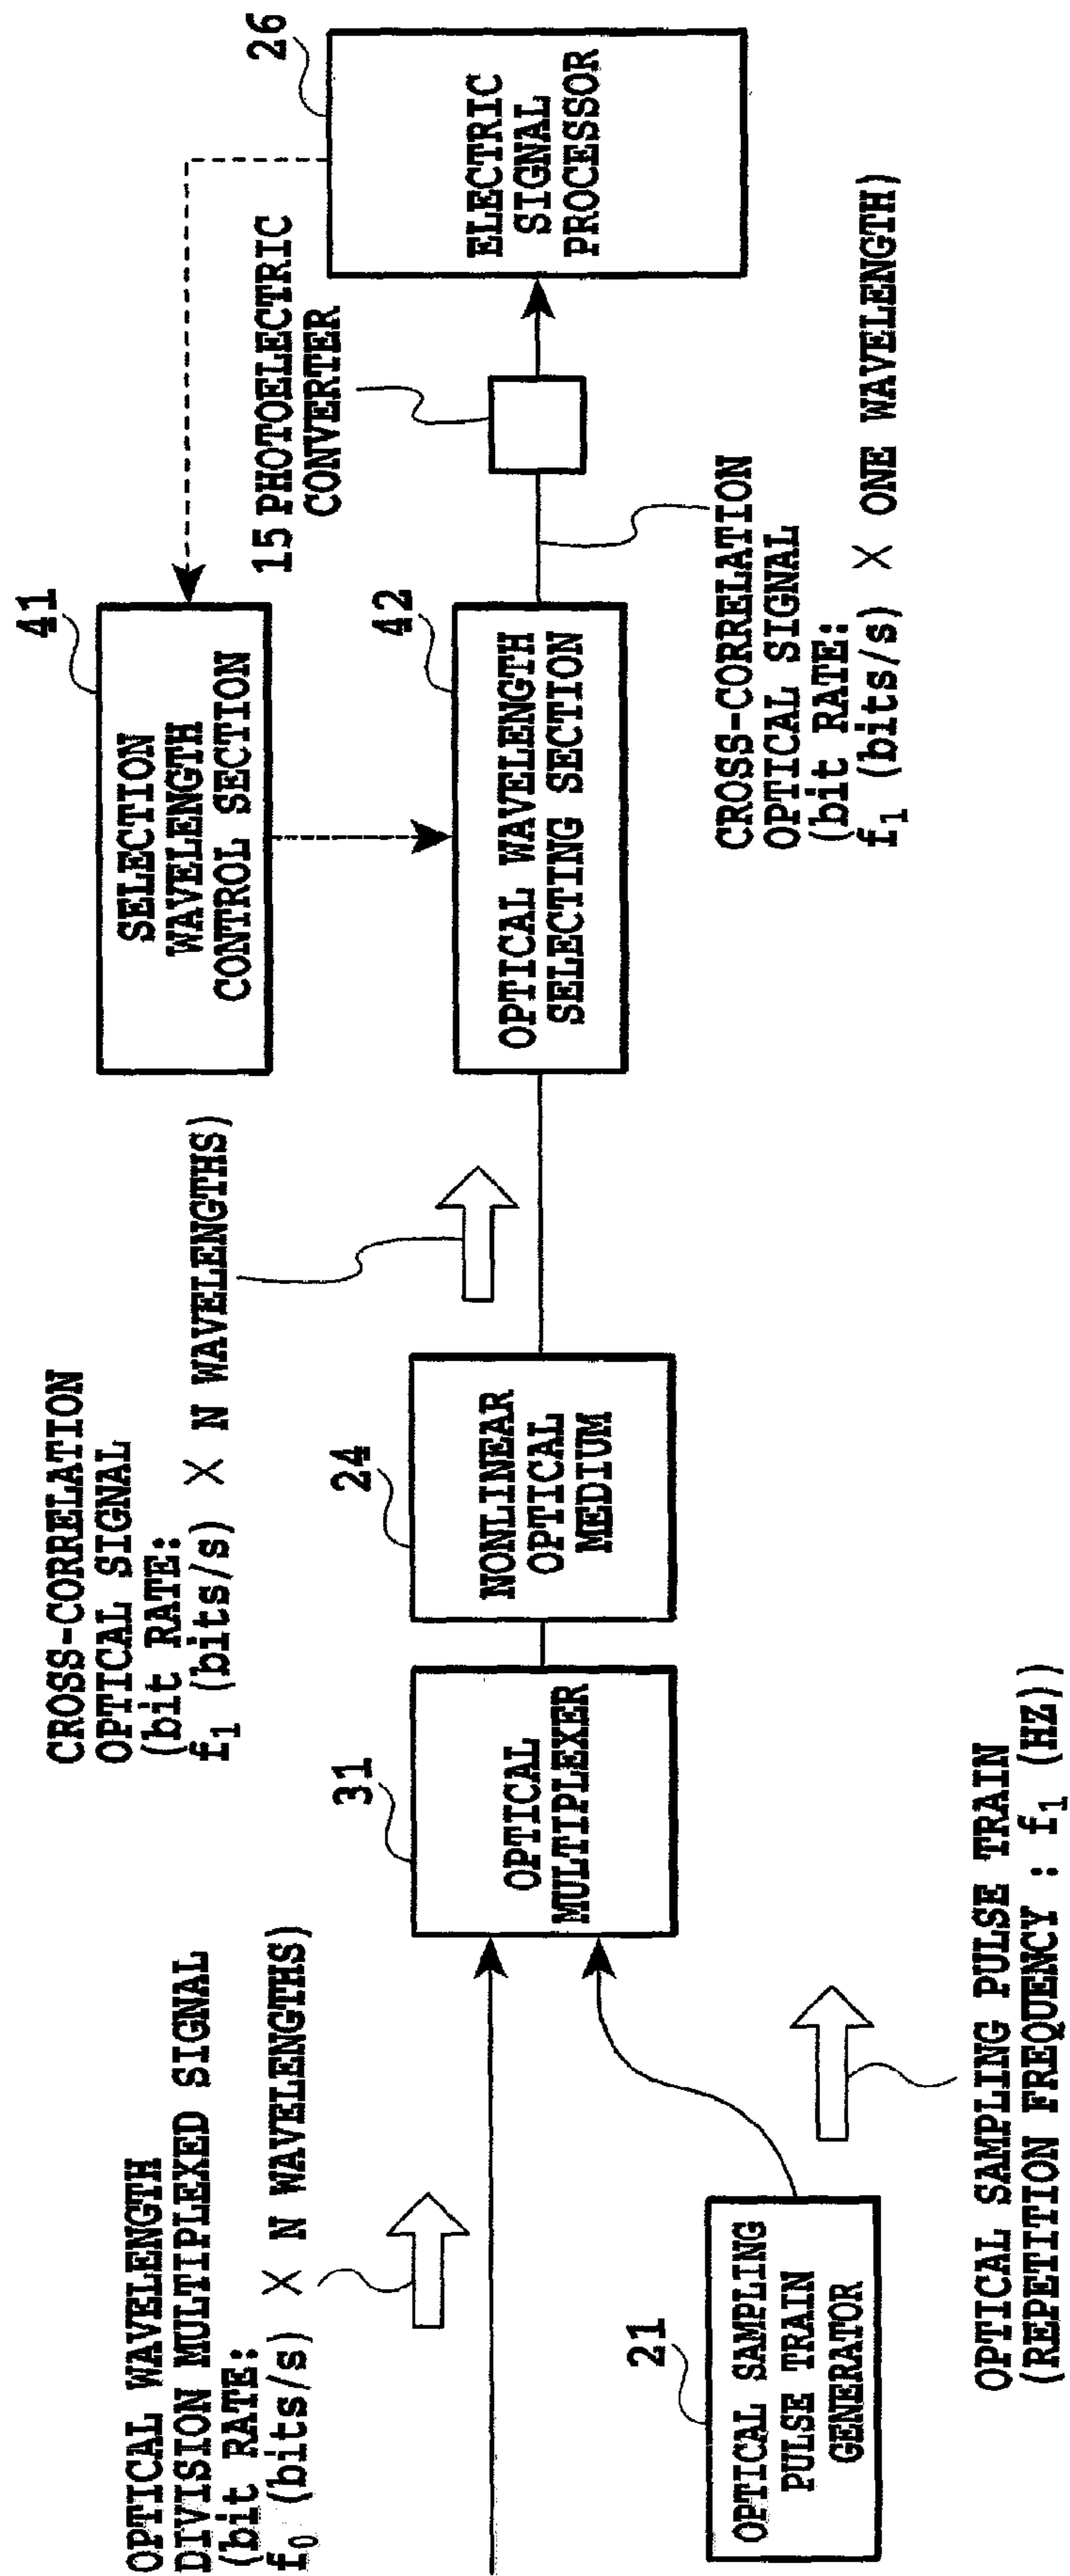 OPTICAL WAVELENGTH
DIVISION MULTIPLEXED SIGNAL
(bit RATE:
f₀ (bits/s) X N WAVELENGTHS)
21
OPTICAL SAMPLING
PULSE TRAIN
GENERATOR
OPTICAL SAMPLING PULSE TRAIN
(REPETITION FREQUENCY : f₁ (HZ))
31
OPTICAL
MULTIPLEXER
24
NONLINEAR
OPTICAL
MEDIUM
CROSS-CORRELATION
OPTICAL SIGNAL
(bit RATE:
f₁ (bits/s) X N WAVELENGTHS)
41
SELECTION
WAVELENGTH
CONTROL SECTION
42
OPTICAL WAVELENGTH
SELECTING SECTION
CROSS-CORRELATION
OPTICAL SIGNAL
(bit RATE:
f₁ (bits/s) X ONE WAVELENGTH)
15 PHOTOELECTRIC
CONVERTER
26
ELECTRIC
SIGNAL
PROCESSOR